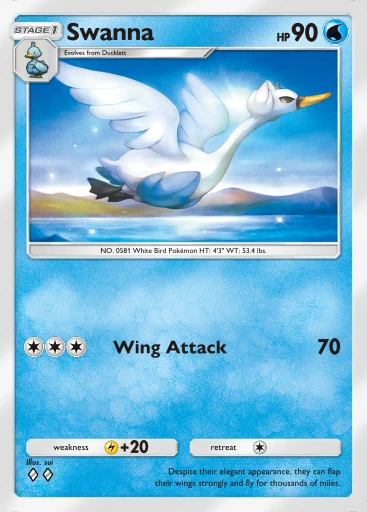 STAGE 1
Swanna
HP 90
Evolves from Ducklett
NO. 0581 White Bird Pokémon HT: 4'3" WT: 53.4 lbs.
Wing Attack 70
weakness +20
retreat
Illus. sui
Despite their elegant appearance, they can flap
their wings strongly and fly for thousands of miles.